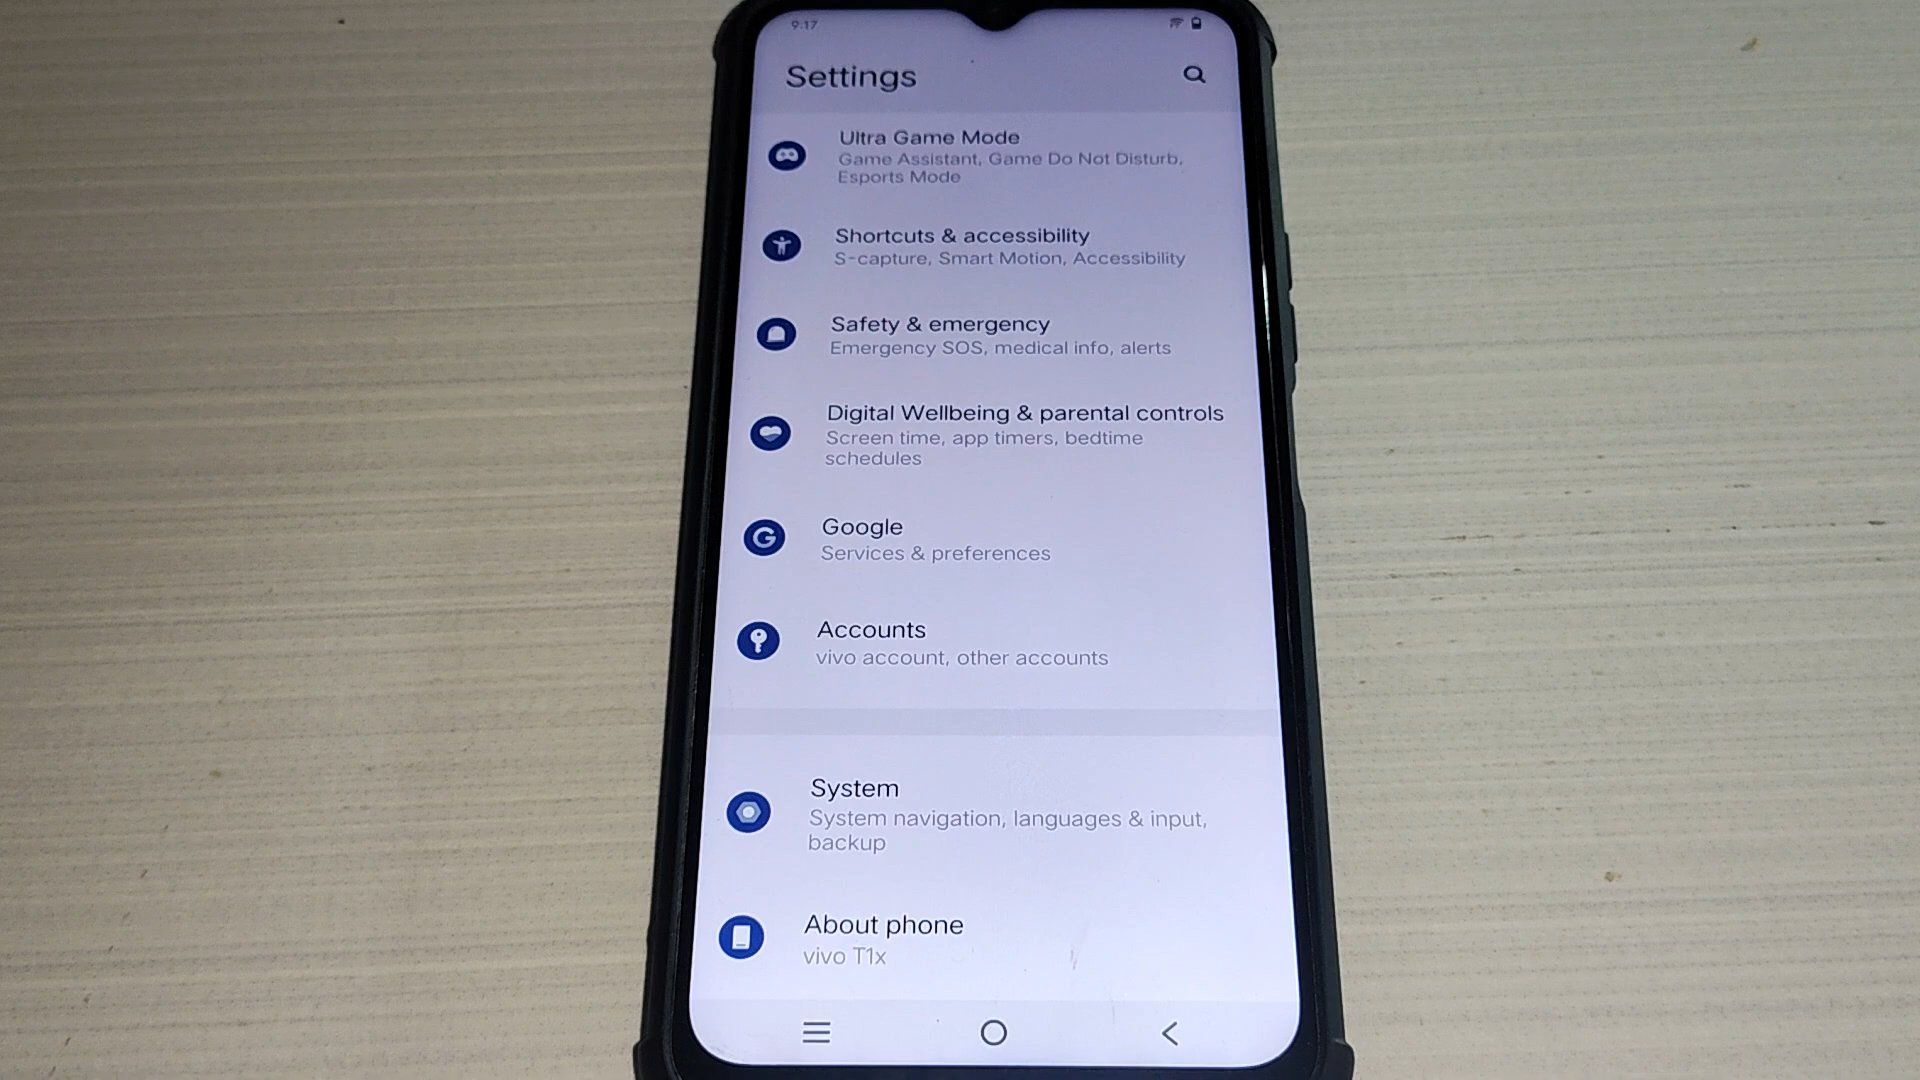 9:17
Settings
Ultra Game Mode
Game Assistant, Game Do Not Disturb,
Esports Mode
Shortcuts & accessibility
S-capture, Smart Motion, Accessibility
Safety & emergency
Emergency SOS, medical info, alerts
Digital Wellbeing & parental controls
Screen time, app timers, bedtime
schedules
Google
Services & preferences
Accounts
vivo account, other accounts
System
System navigation, languages & input,
backup
About phone
vivo T1x